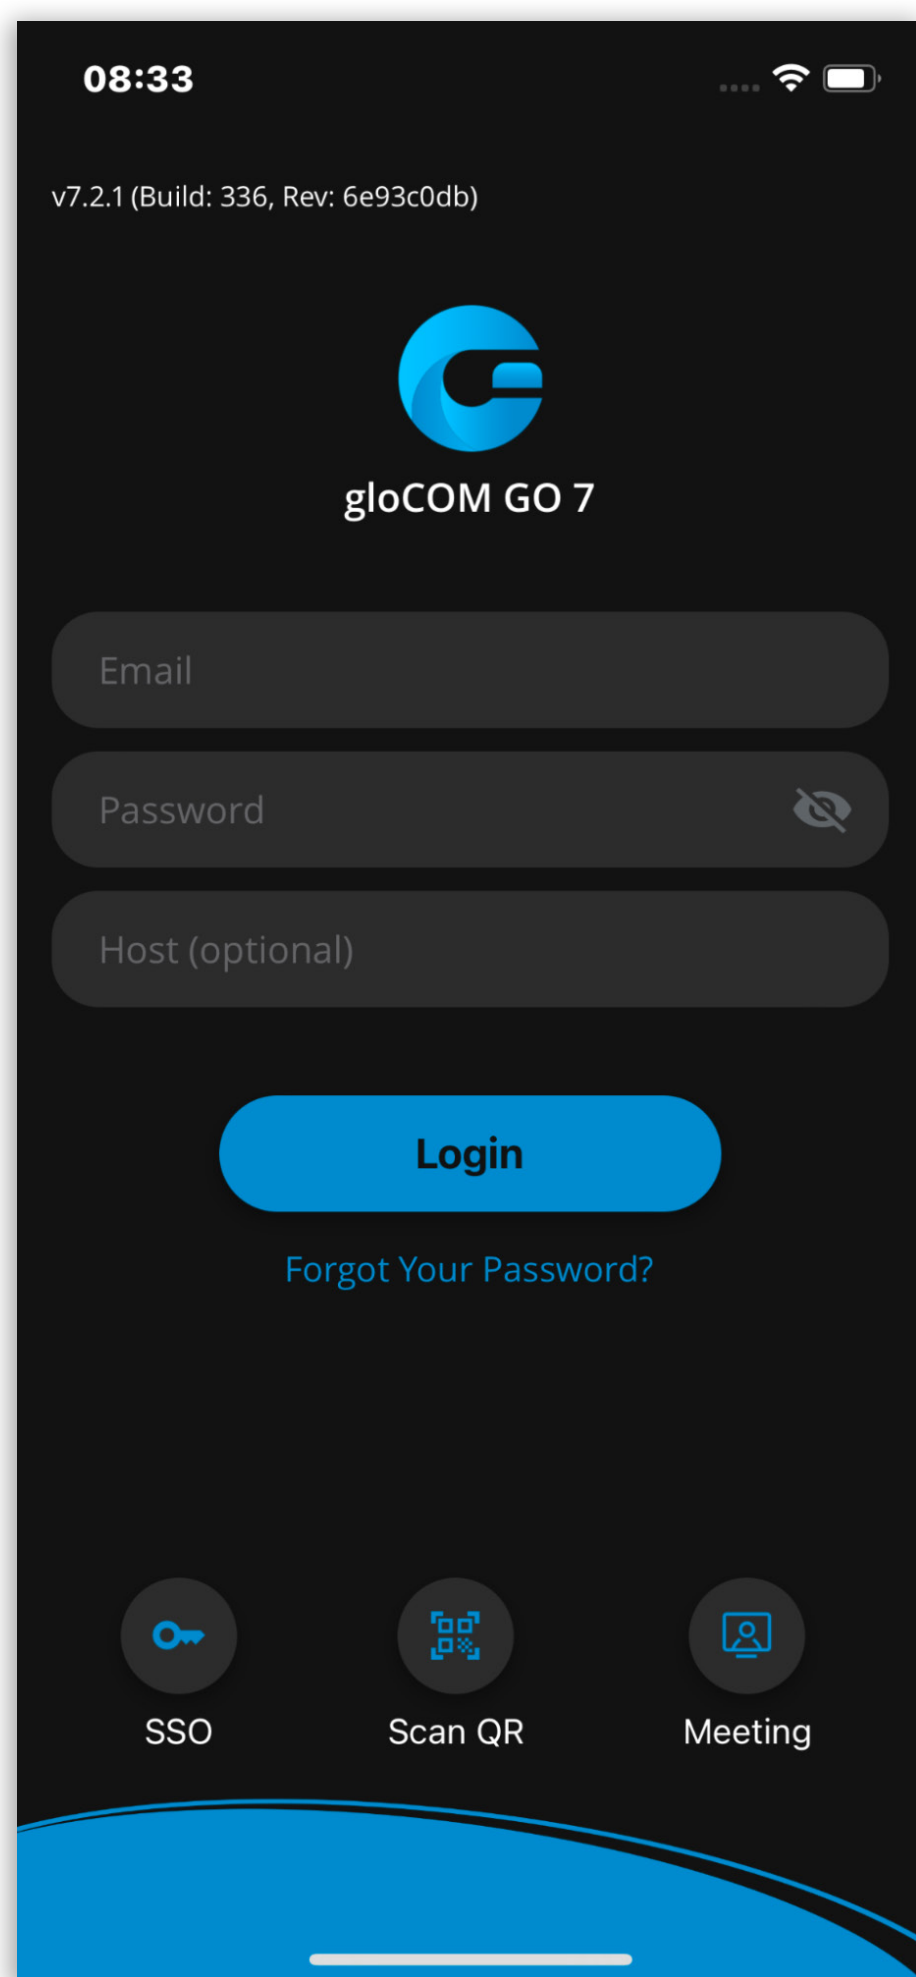 08:33
v7.2.1 (Build: 336, Rev: 6e93c0db)
gloCOM GO 7
Email
Password
Host (optional)
Login
Forgot Your Password?
SSO
Scan QR
Meeting